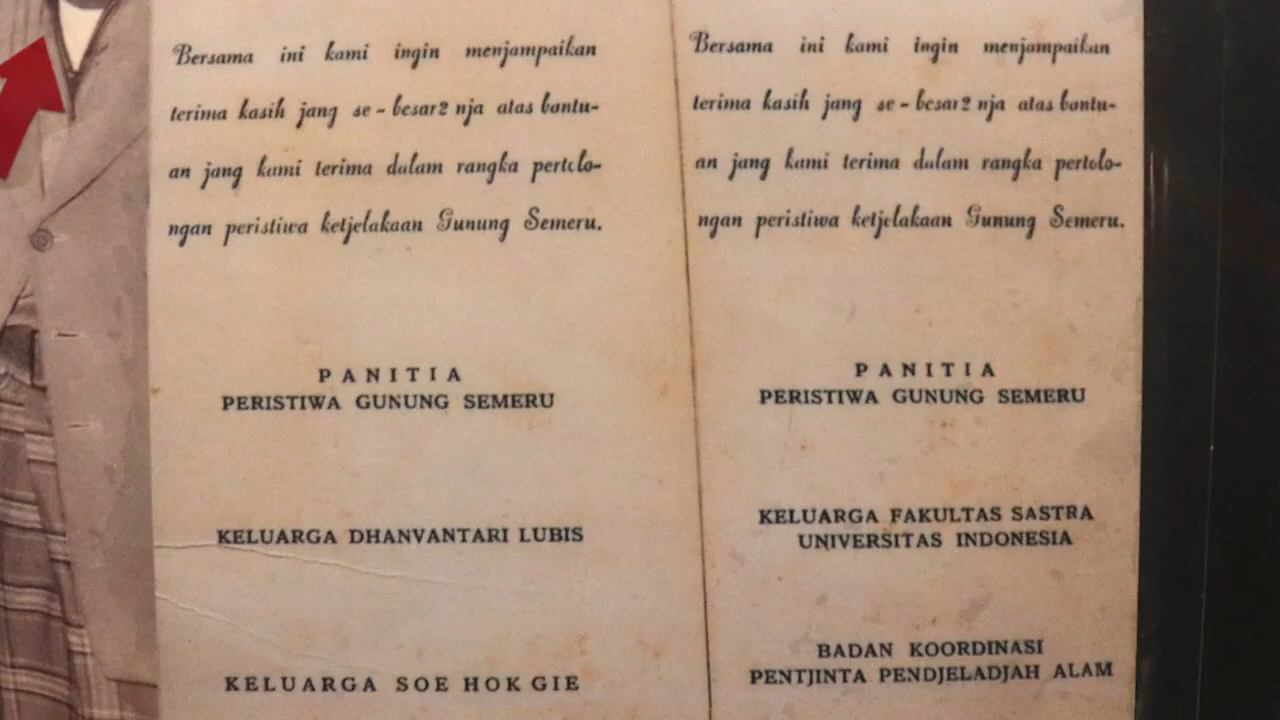 Bersama ini kami ingin menjampaikan
terima kasih jang se-besar2 nja atas bantu-
an jang kami terima dalam rangka pertolo-
ngan peristiwa ketjelakaan Gunung Semeru.
PANITIA
PERISTIWA GUNUNG SEMERU
KELUARGA DHANVANTARI LUBIS
KELUARGA SOE HOK GIE
Bersama ini kami ingin menjampaikan
terima kasih jang se-besar2 nja atas bantu-
an jang kami terima dalam rangka pertolo-
ngan peristiwa ketjelakaan Gunung Semeru.
PANITIA
PERISTIWA GUNUNG SEMERU
KELUARGA FAKULTAS SASTRA
UNIVERSITAS INDONESIA
BADAN KOORDINASI
PENTJINTA PENDJELADJAH ALAM